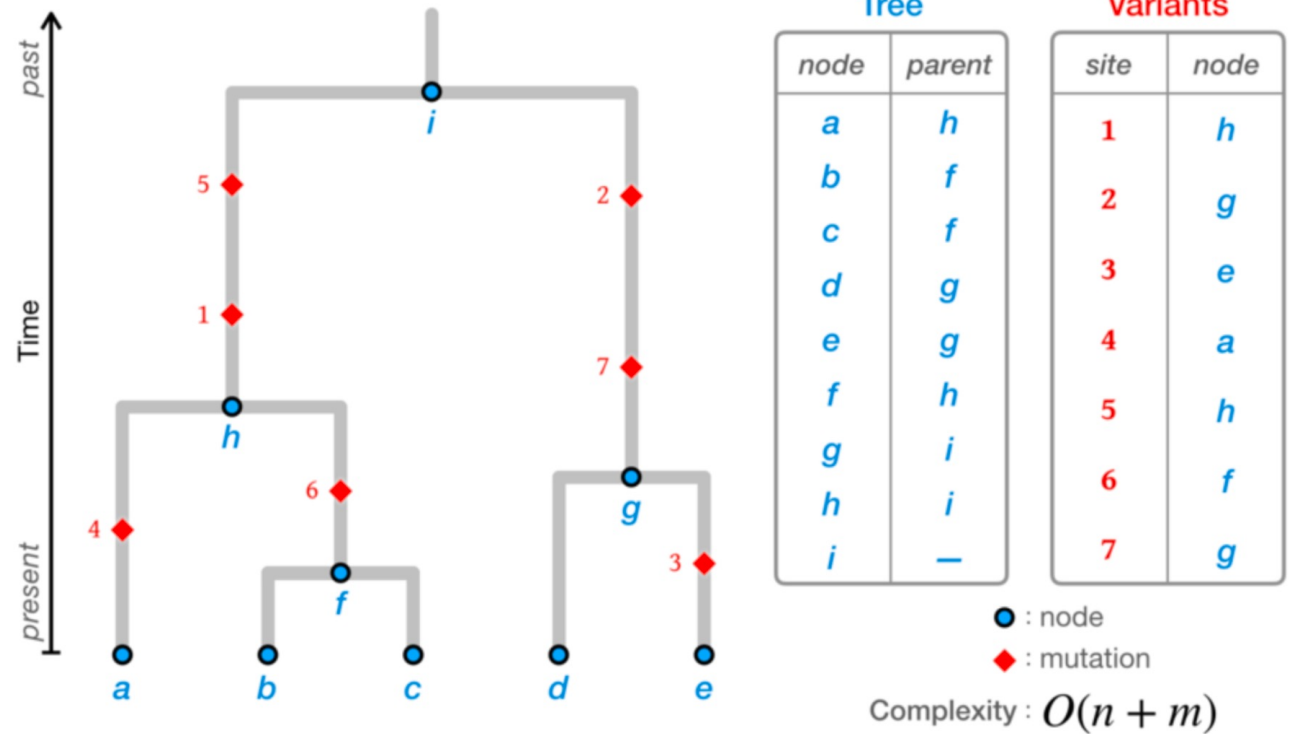 past
Time
present
i
5
2
1
7
h
6
g
4
3
f
a b c d e
Tree
node parent
a h
b f
c f
d g
e g
f h
g i
h i
i —
Variants
site node
1 h
2 g
3 e
4 a
5 h
6 f
7 g
: node
: mutation
Complexity : O(n + m)